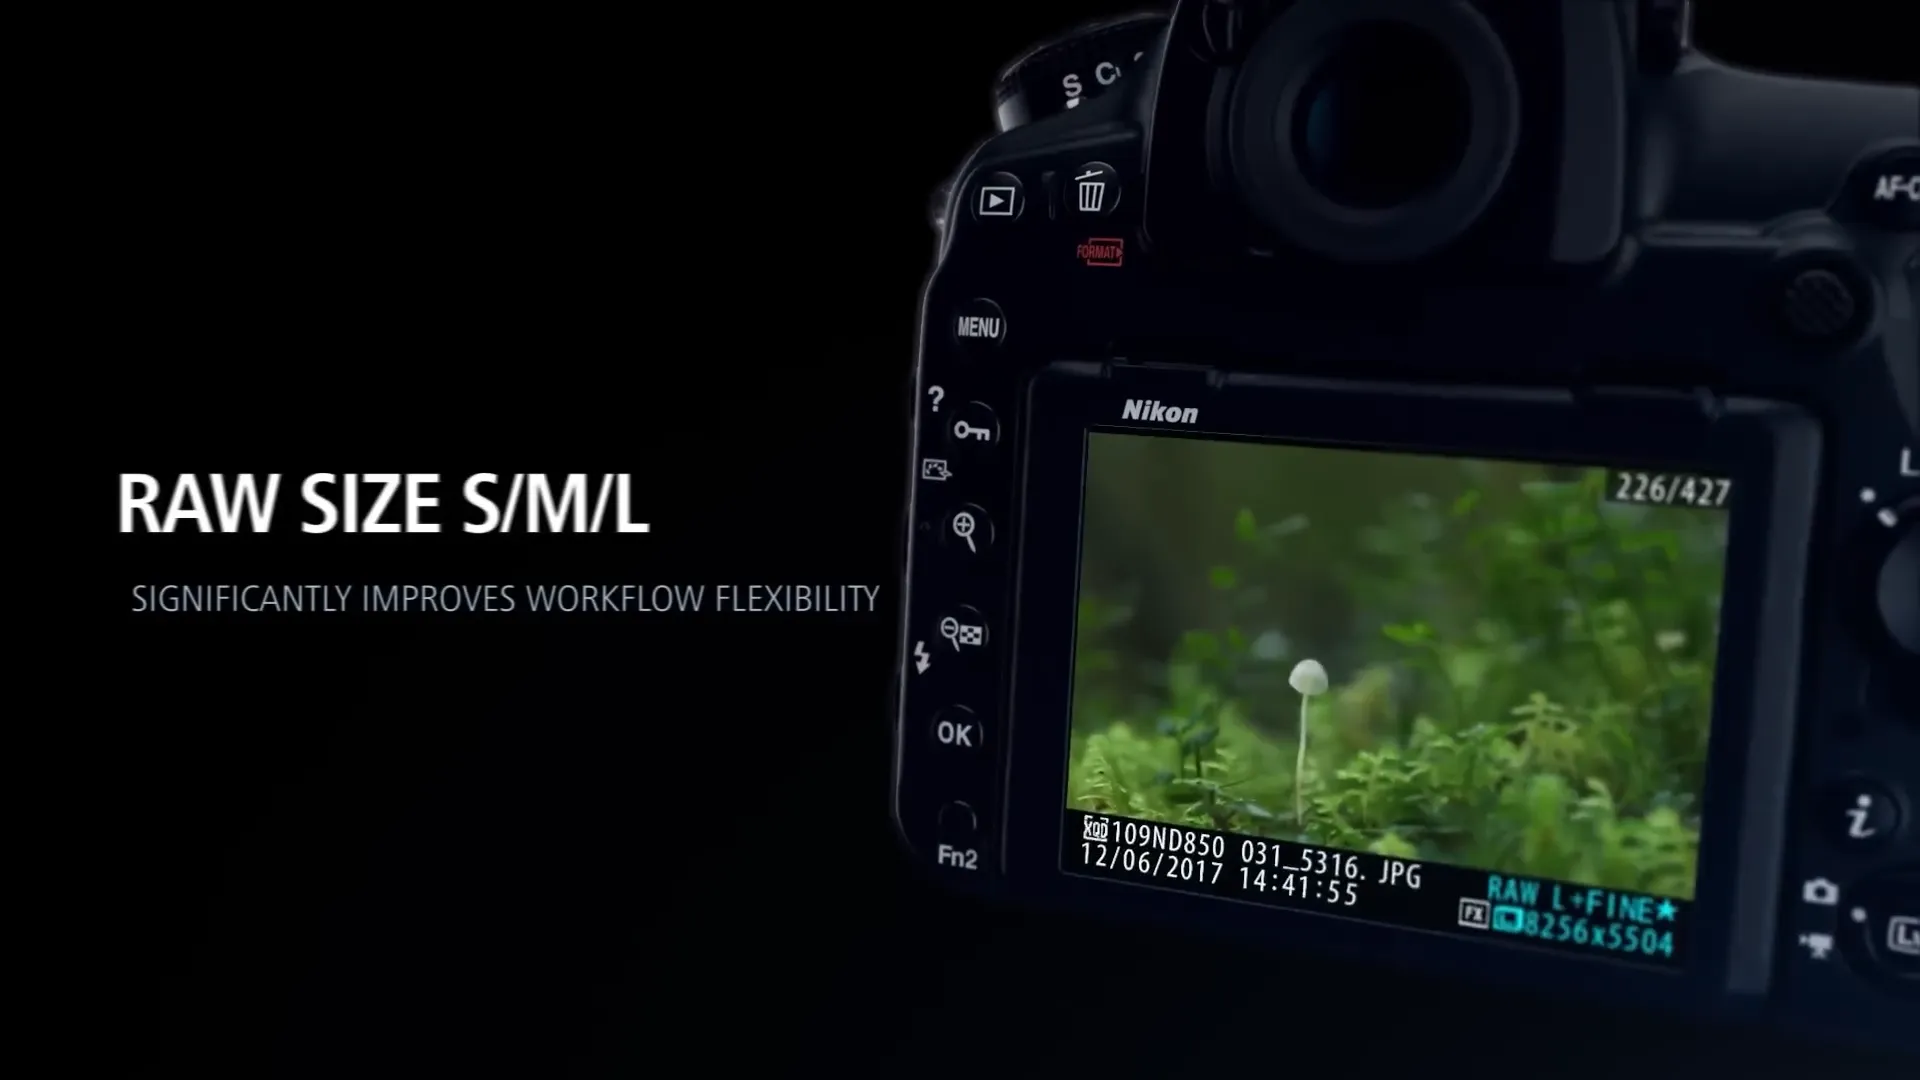 RAW SIZE S/M/L
SIGNIFICANTLY IMPROVES WORKFLOW FLEXIBILITY
S
AF-C
FORMAT
MENU
?
Nikon
226/427
OK
Fn2
i
XQD 109ND850 031_5316. JPG
12/06/2017 14:41:55
RAW L+FINE★
FX L 8256x5504